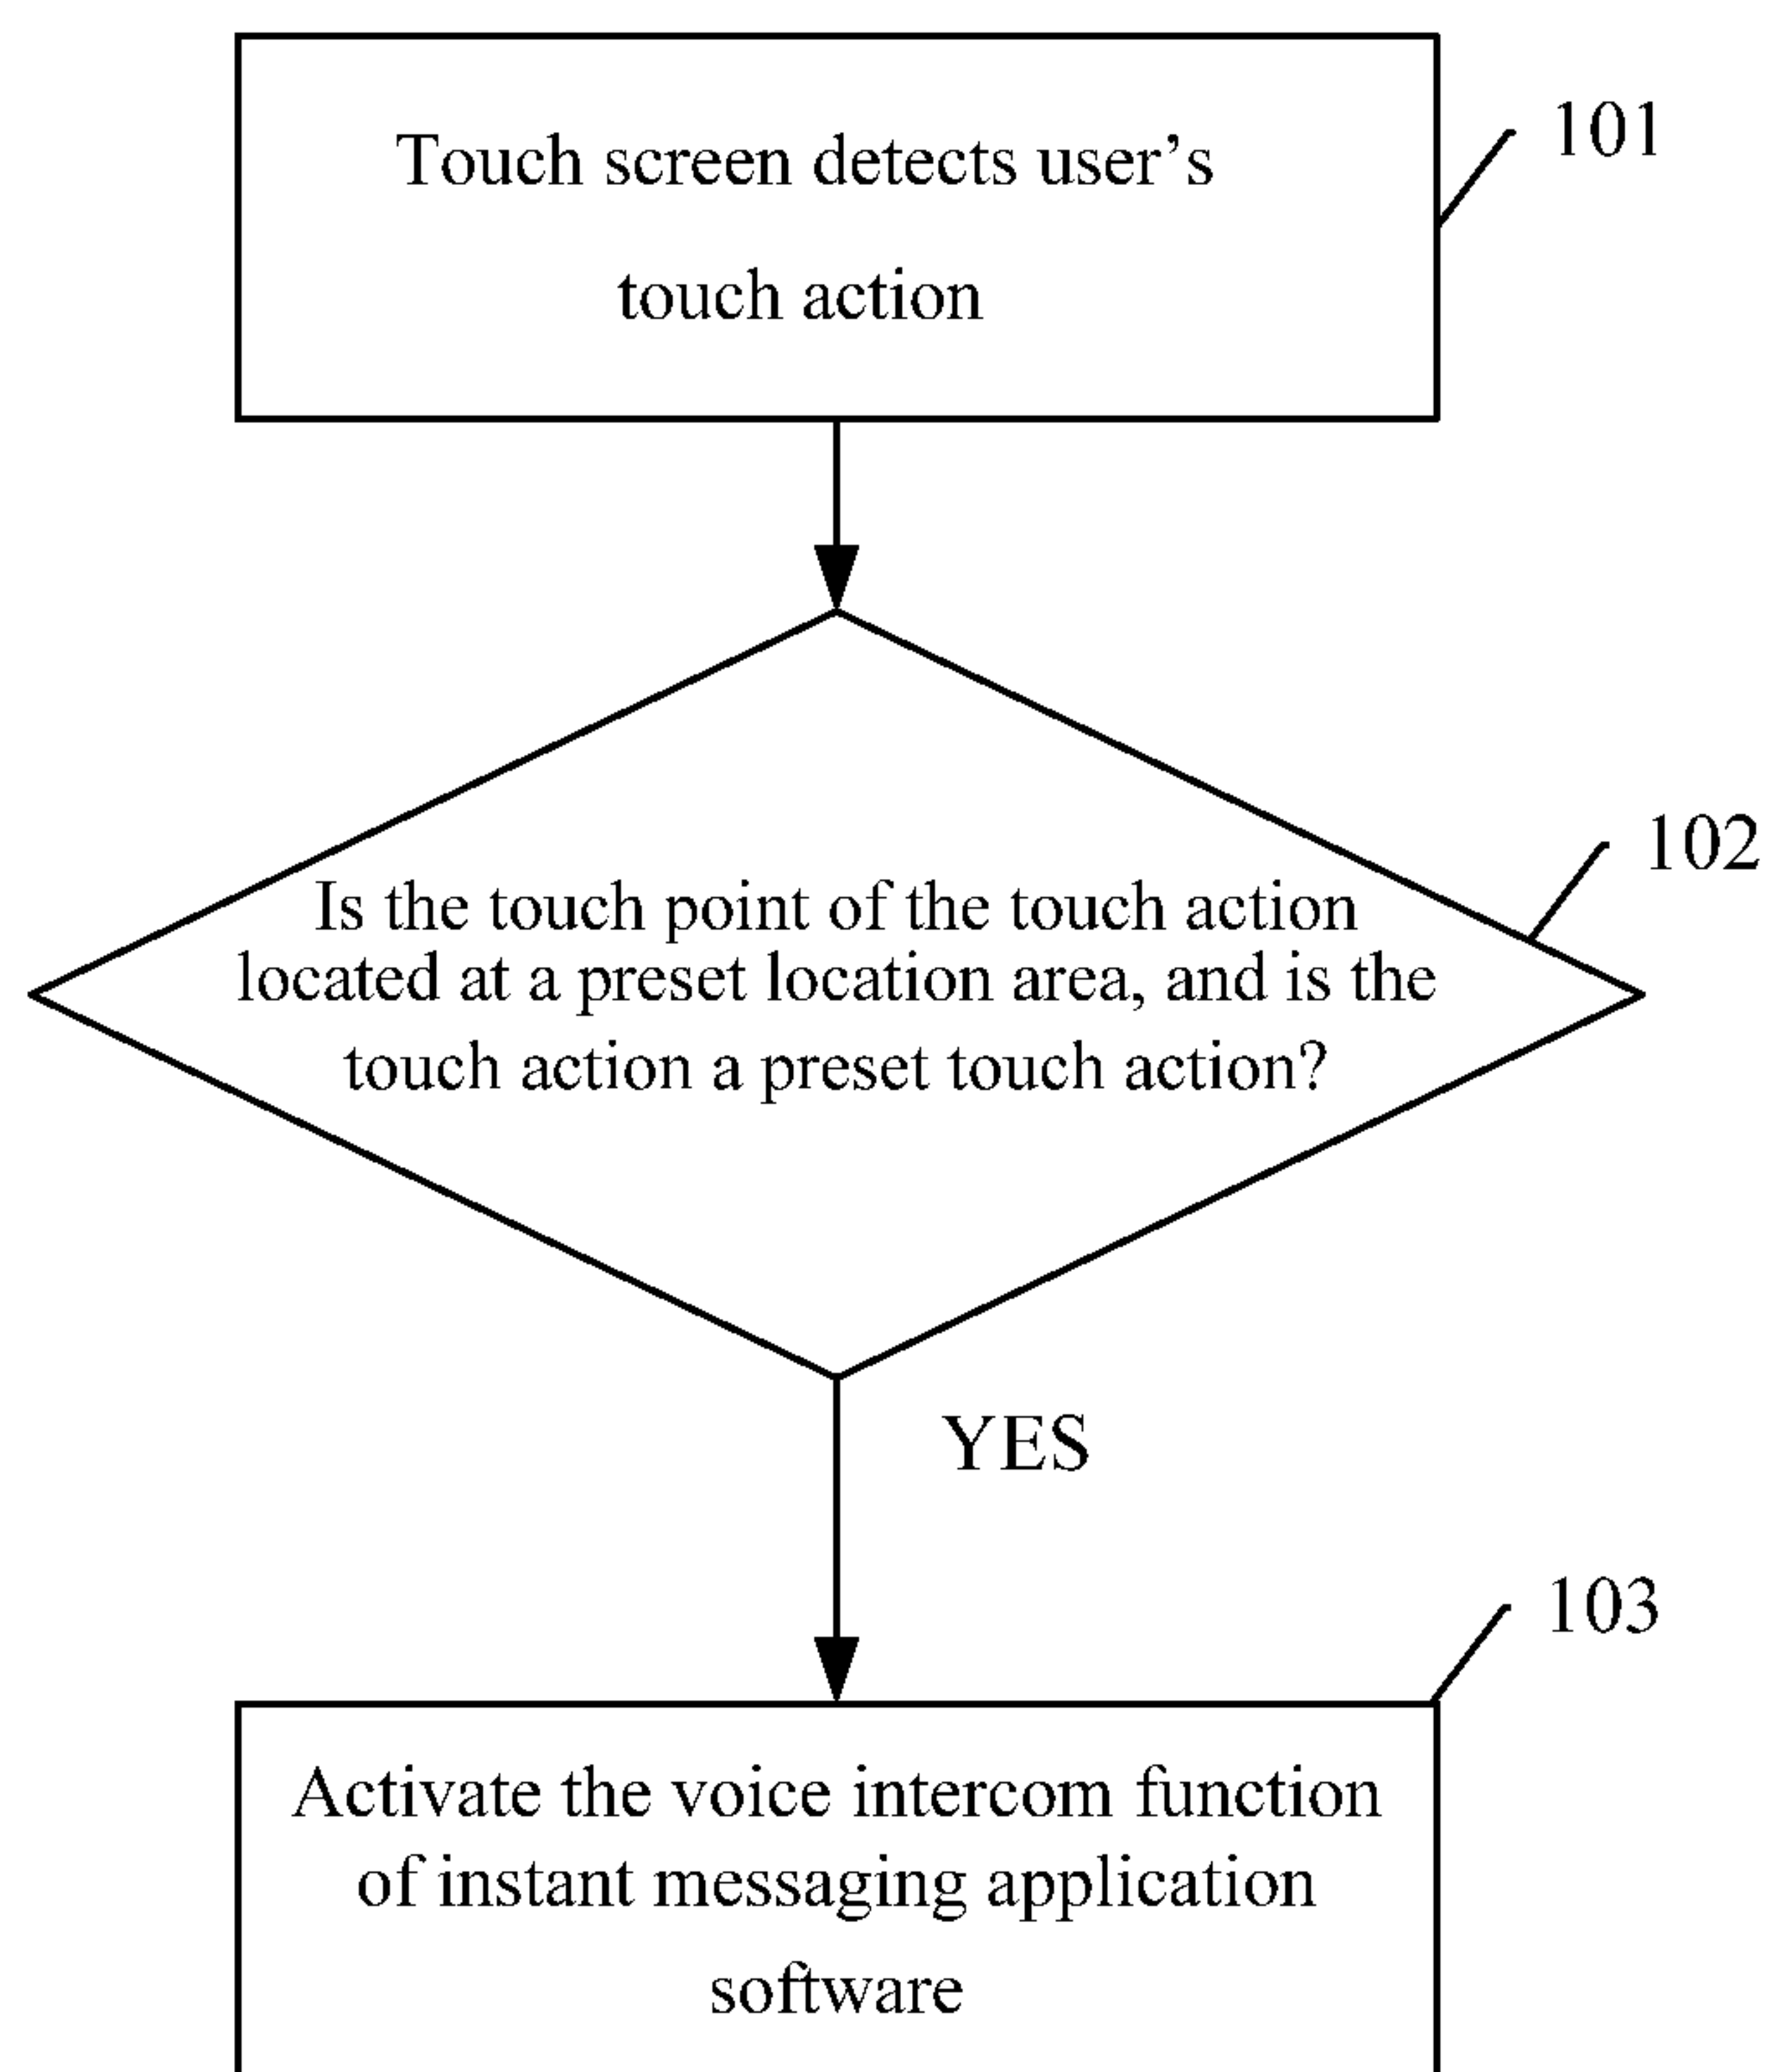 Touch screen detects user’s
touch action
101
Is the touch point of the touch action
located at a preset location area, and is the
touch action a preset touch action?
102
YES
103
Activate the voice intercom function
of instant messaging application
software